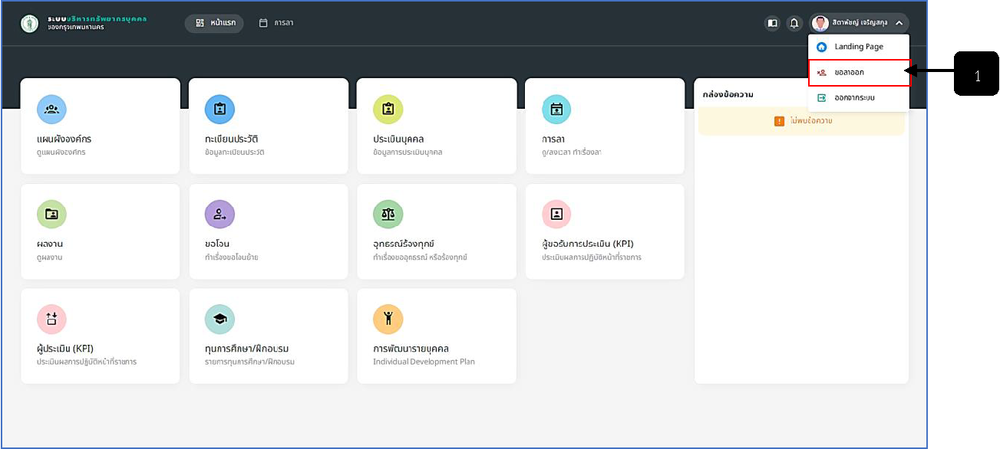 ระบบบริหารทรัพยากรบุคคล
ของกรุงเทพมหานคร
หน้าแรก
การลา
สิตาพัชญ์ เจริญสกุล
Landing Page
ขอลาออก
ออกจากระบบ
1
แผนผังองค์กร
ดูแผนผังองค์กร
ทะเบียนประวัติ
ข้อมูลทะเบียนประวัติ
ประเมินบุคคล
ข้อมูลการประเมินบุคคล
การลา
ดู/ลงเวลา ทำเรื่องลา
กล่องข้อความ
ไม่พบข้อความ
ผลงาน
ดูผลงาน
ขอโอน
ทำเรื่องขอโอนย้าย
อุทธรณ์ร้องทุกข์
ทำเรื่องขออุทธรณ์ หรือร้องทุกข์
ผู้ขอรับการประเมิน (KPI)
ประเมินผลการปฏิบัติหน้าที่ราชการ
ผู้ประเมิน (KPI)
ประเมินผลการปฏิบัติหน้าที่ราชการ
ทุนการศึกษา/ฝึกอบรม
รายการทุนการศึกษา/ฝึกอบรม
การพัฒนารายบุคคล
Individual Development Plan